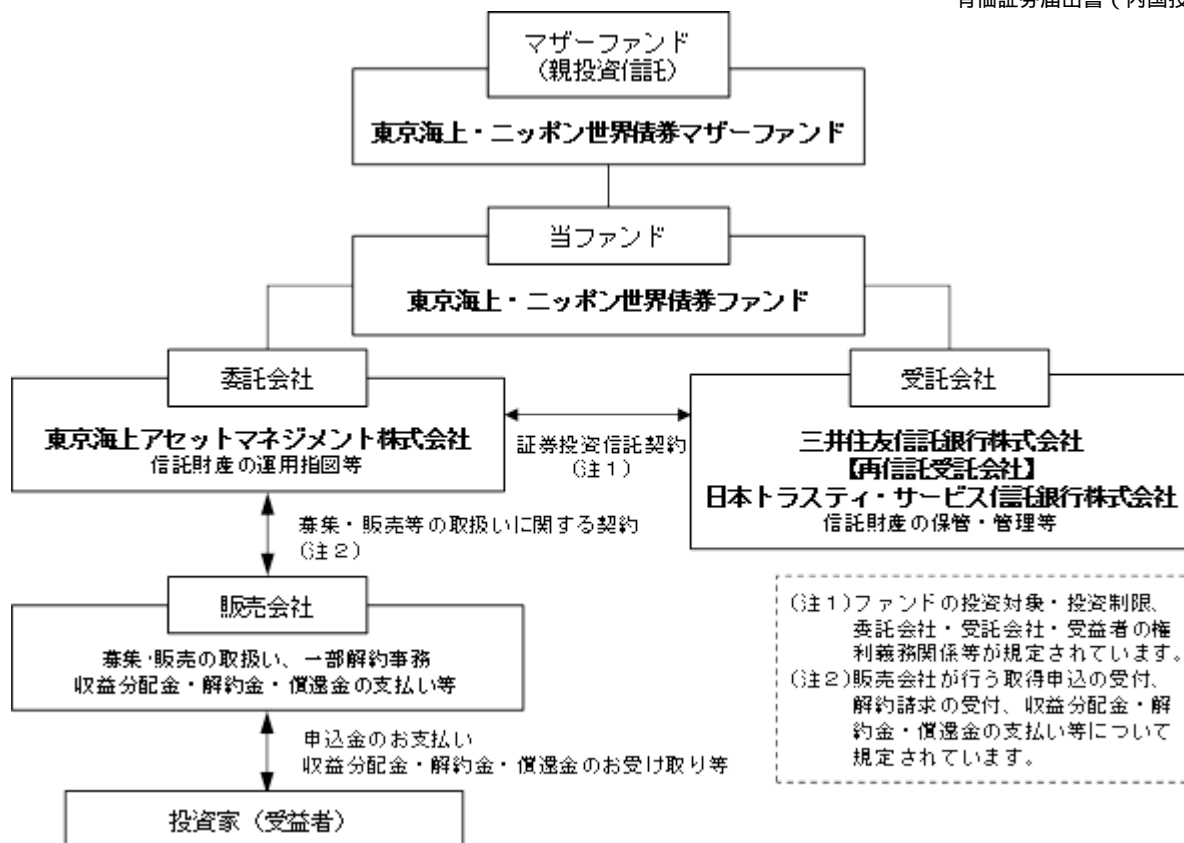 有価証券届出書（内国投
マザーファンド
（親投資信託）
東京海上・ニッポン世界債券マザーファンド
当ファンド
東京海上・ニッポン世界債券ファンド
委託会社
東京海上アセットマネジメント株式会社
信託財産の運用指図等
証券投資信託契約
（注１）
受託会社
三井住友信託銀行株式会社
【再信託受託会社】
日本トラスティ・サービス信託銀行株式会社
信託財産の保管・管理等
募集・販売等の取扱いに関する契約
（注２）
販売会社
募集・販売の取扱い、一部解約事務
収益分配金・解約金・償還金の支払い等
申込金のお支払い
収益分配金・解約金・償還金のお受け取り等
投資家（受益者）
（注１）ファンドの投資対象・投資制限、
委託会社・受託会社・受益者の権
利義務関係等が規定されています。
（注２）販売会社が行う取得申込の受付、
解約請求の受付、収益分配金・解
約金・償還金の支払い等について
規定されています。